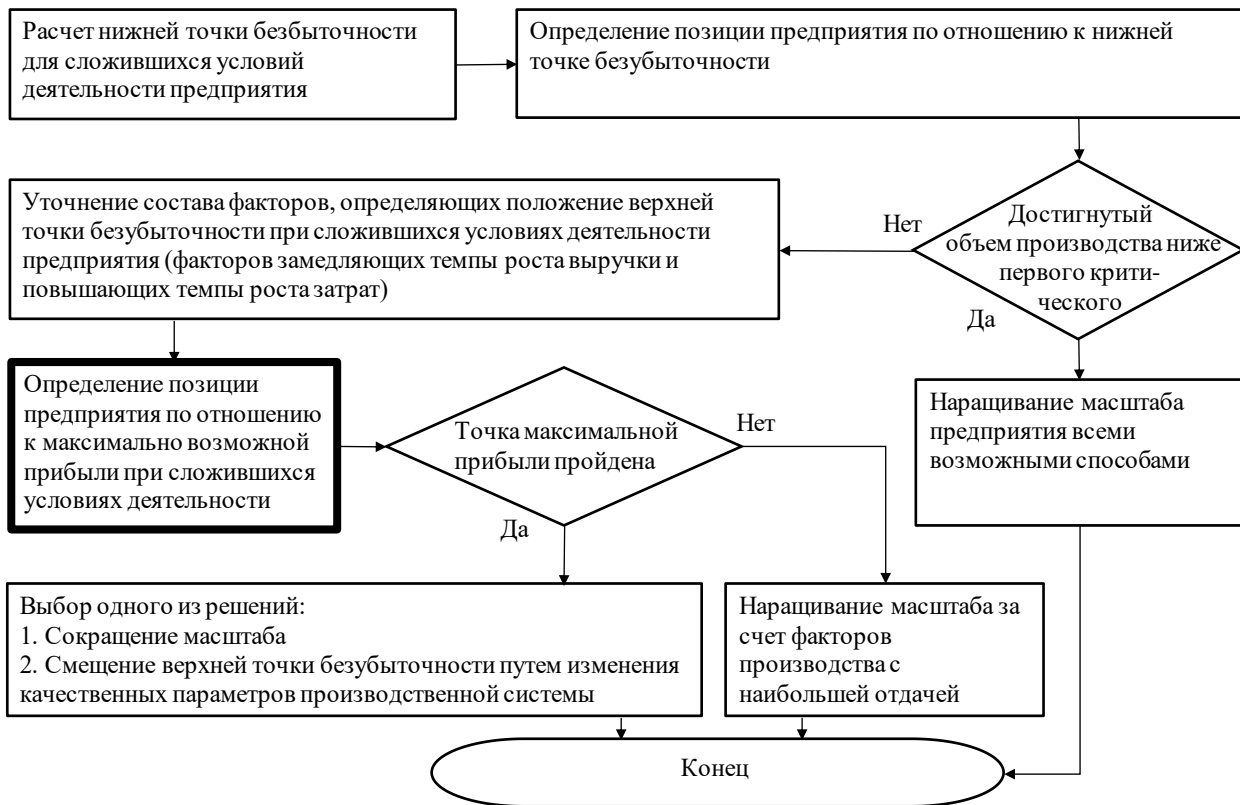 Расчет нижней точки безбыточности
для сложившихся условий
деятельности предприятия
Определение позиции предприятия по отношению к нижней
точке безубыточности
Уточнение состава факторов, определяющих положение верхней
точки безубыточности при сложившихся условиях деятельности
предприятия (факторов замедляющих темпы роста выручки и
повышающих темпы роста затрат)
Нет
Достигнутый
объем производства ниже
первого крити-
ческого
Да
Определение позиции
предприятия по отношению
к максимально возможной
прибыли при сложившихся
условиях деятельности
Точка максимальной
прибыли пройдена
Нет
Да
Наращивание масштаба
предприятия всеми
возможными способами
Выбор одного из решений:
1. Сокращение масштаба
2. Смещение верхней точки безубыточности путем изменения
качественных параметров производственной системы
Наращивание масштаба за
счет факторов
производства с
наибольшей отдачей
Конец